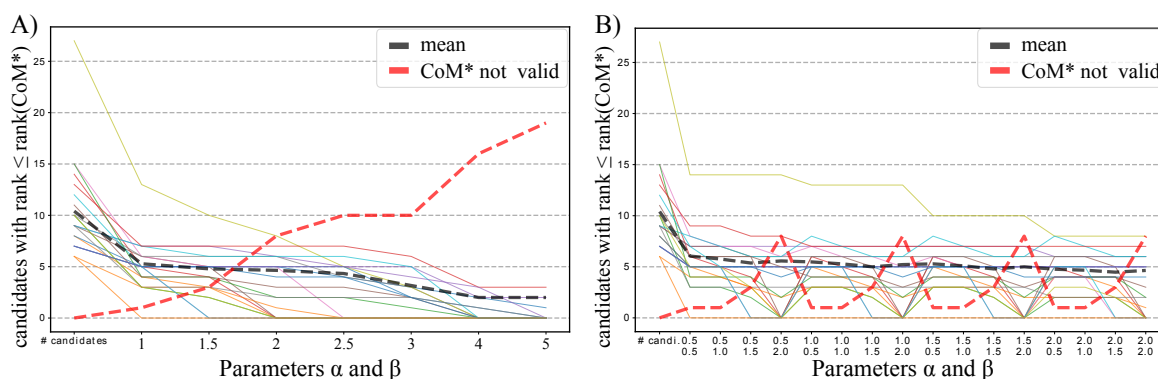 A)
candidates with rank ≤ rank(CoM*)
25
20
15
10
5
0
mean
CoM* not valid
# candidates 1 1.5 2 2.5 3 4 5
Parameters α and β
B)
candidates with rank ≤ rank(CoM*)
25
20
15
10
5
0
mean
CoM* not valid
# candi. 0.5 0.5 0.5 0.5 1.0 1.0 1.0 1.0 1.5 1.5 1.5 1.5 2.0 2.0 2.0 2.0
0.5 1.0 1.5 2.0 0.5 1.0 1.5 2.0 0.5 1.0 1.5 2.0 0.5 1.0 1.5 2.0
Parameters α and β